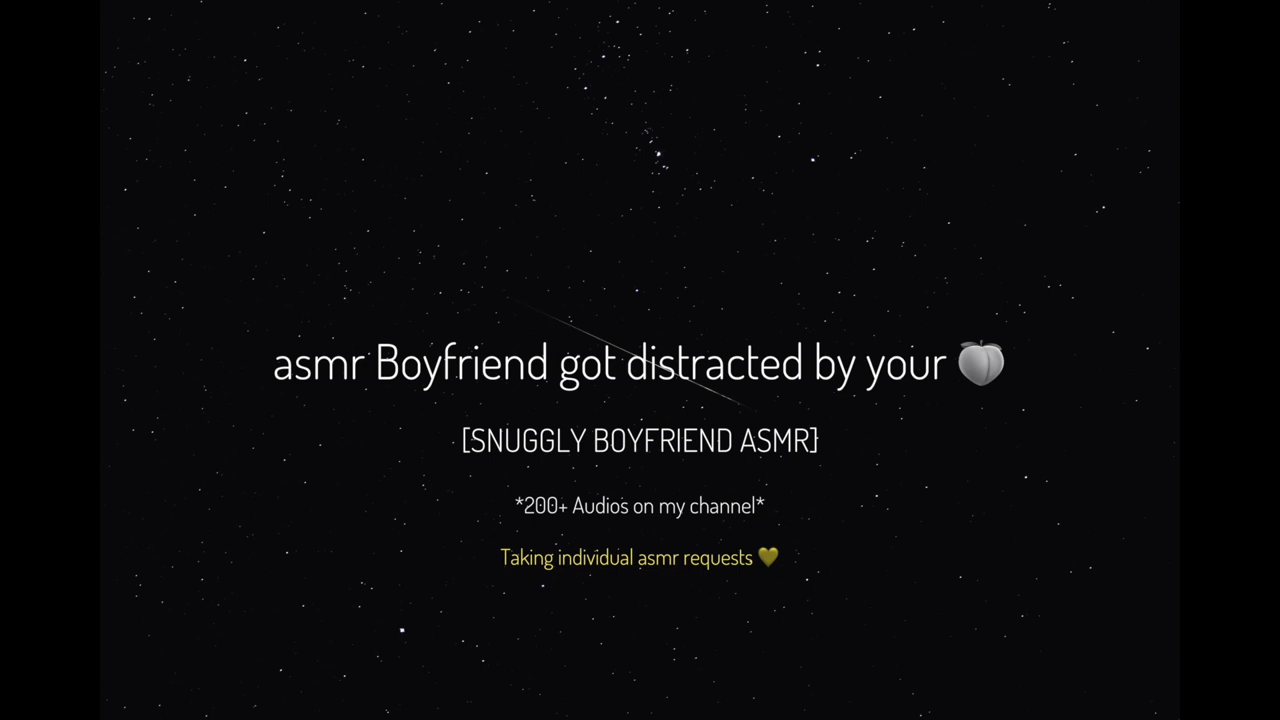 asmr Boyfriend got distracted by your 🍑
[SNUGGLY BOYFRIEND ASMR]
*200+ Audios on my channel*
Taking individual asmr requests 💛